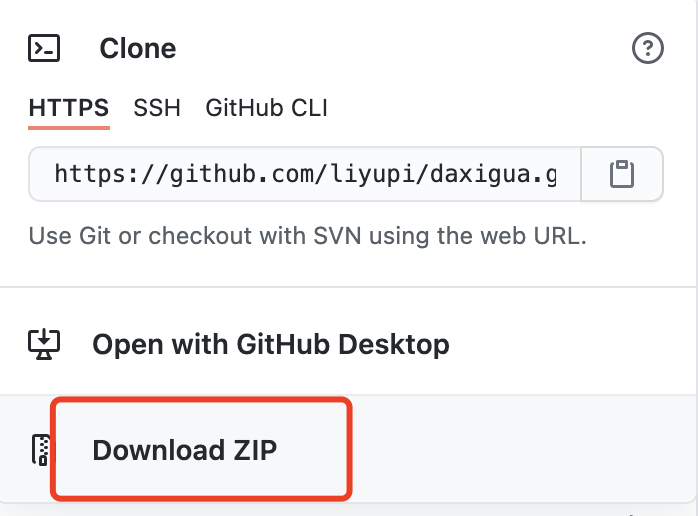 Clone
HTTPS SSH GitHub CLI
https://github.com/liyupi/daxigua.g
Use Git or checkout with SVN using the web URL.
Open with GitHub Desktop
Download ZIP